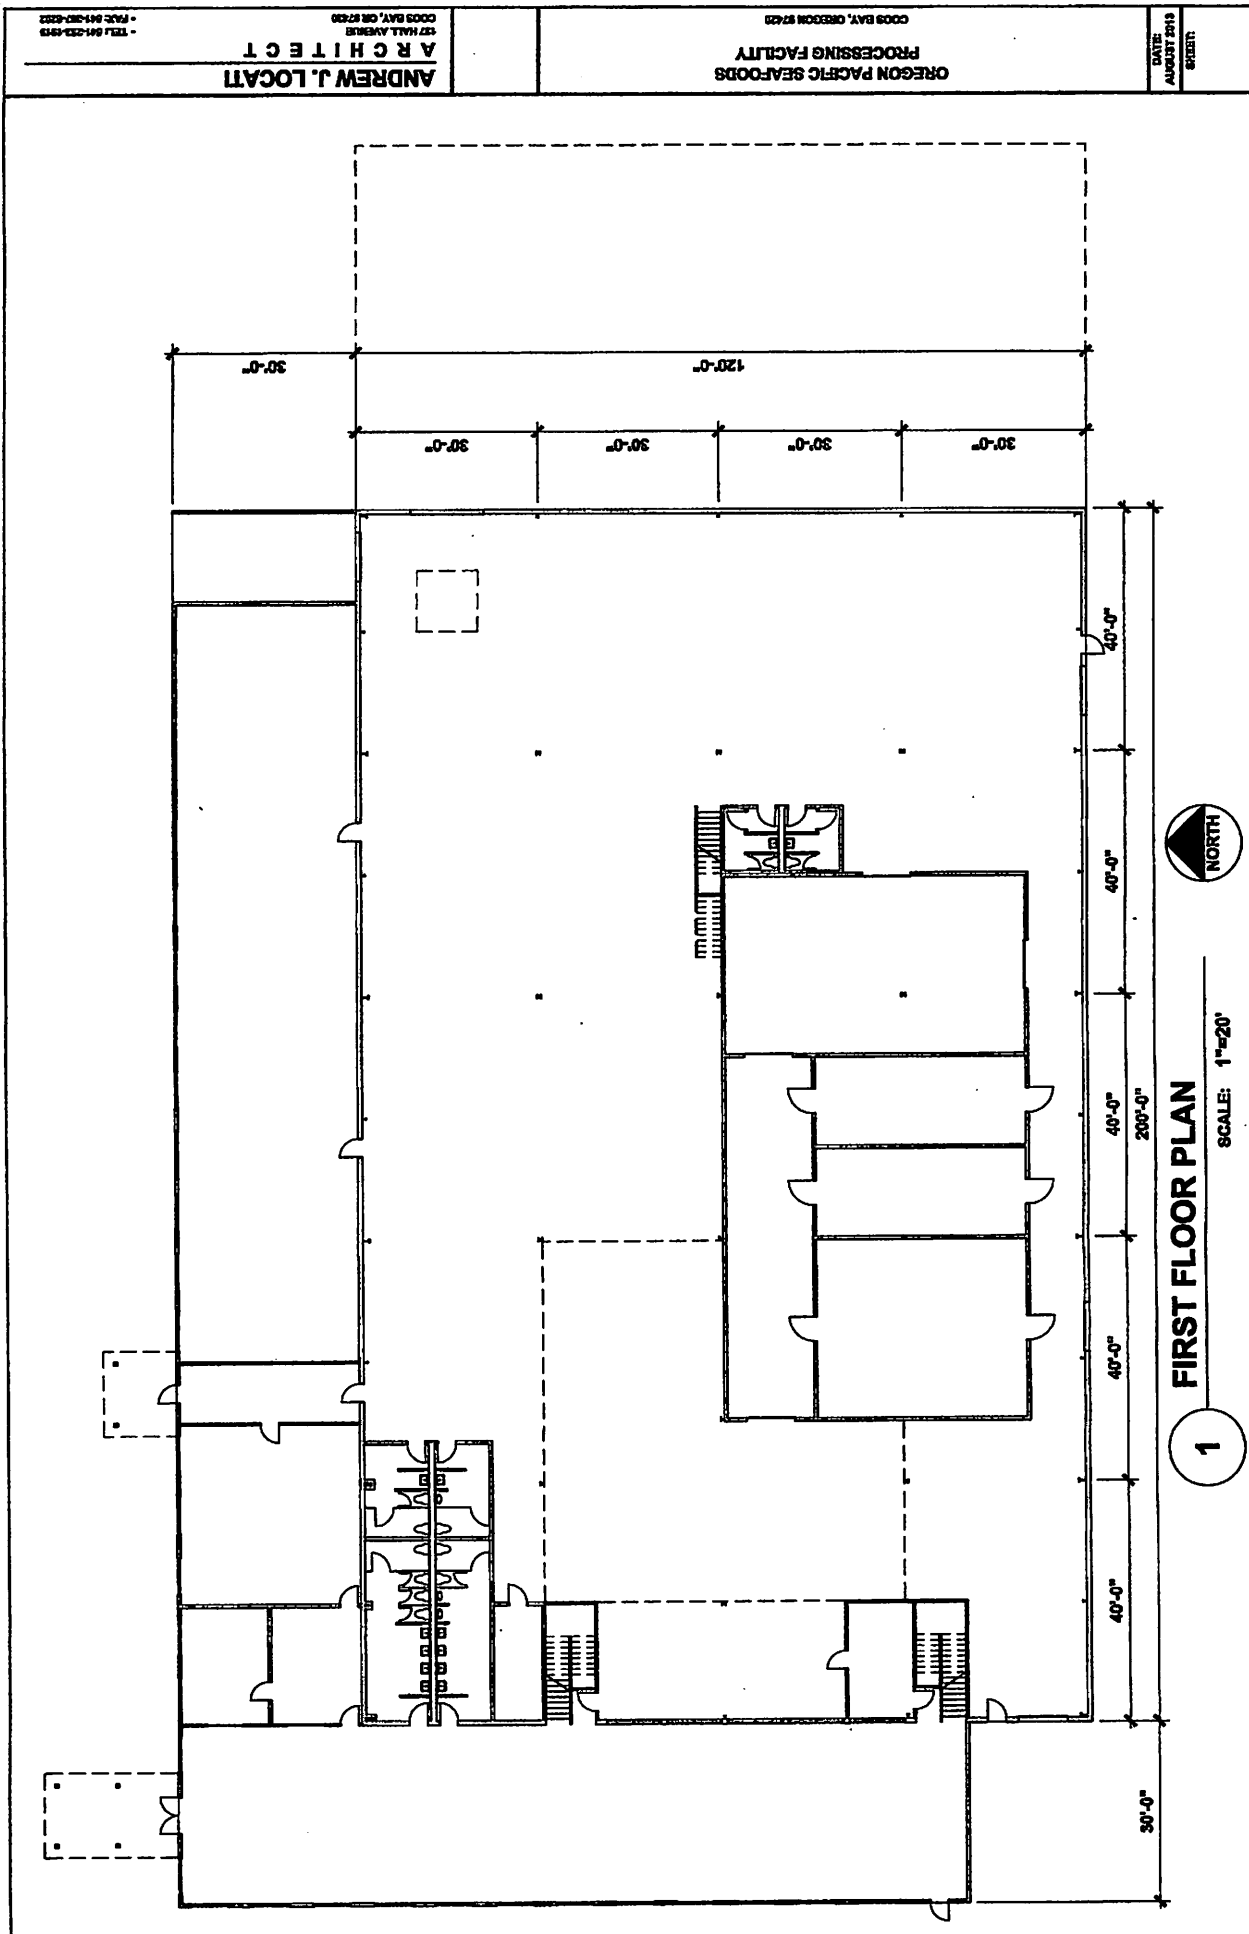 ANDREW J. LOCATI
ARCHITECT
137 HALL AVENUE
COOS BAY, OR 97420
OREGON PACIFIC SEAFOODS
PROCESSING FACILITY
COOS BAY, OREGON 97420
DATE:
AUGUST 2013
SHEET:
30'-0"
120'-0"
30'-0"
30'-0"
30'-0"
30'-0"
40'-0"
40'-0"
40'-0"
40'-0"
40'-0"
200'-0"
30'-0"
NORTH
1
FIRST FLOOR PLAN
SCALE: 1"=20'